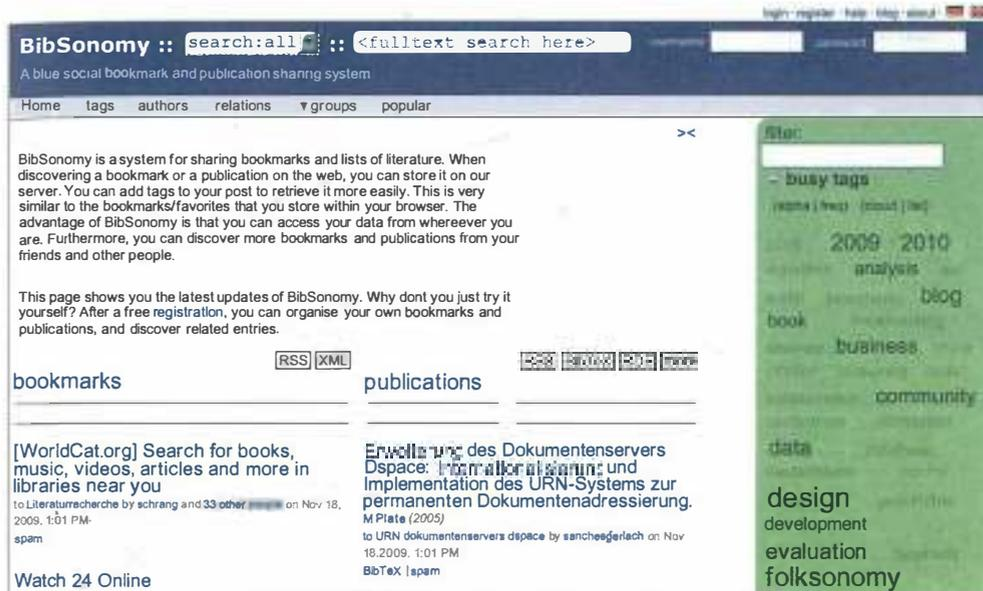 login · register · help · blog · about
BibSonomy :: search:all :: <fulltext search here>
A blue social bookmark and publication sharing system
Home tags authors relations ▾groups popular
><
BibSonomy is a system for sharing bookmarks and lists of literature. When
discovering a bookmark or a publication on the web, you can store it on our
server. You can add tags to your post to retrieve it more easily. This is very
similar to the bookmarks/favorites that you store within your browser. The
advantage of BibSonomy is that you can access your data from whereever you
are. Furthermore, you can discover more bookmarks and publications from your
friends and other people.
This page shows you the latest updates of BibSonomy. Why dont you just try it
yourself? After a free registration, you can organise your own bookmarks and
publications, and discover related entries.
RSS XML
bookmarks
[WorldCat.org] Search for books,
music, videos, articles and more in
libraries near you
to Literaturrecherche by schrang and 33 other people on Nov 18,
2009, 1:01 PM-
spam
Watch 24 Online
publications
des Dokumentenservers
Dspace: Internationalisierung und
Implementation des URN-Systems zur
permanenten Dokumentenadressierung.
M Plate (2005)
to URN dokumentenservers dspace by sancheegerlach on Nov
18.2009. 1:01 PM
BibTeX | spam
filter:
- busy tags
(alpha | freq) (cloud | list)
2009 2010
analysis
blog
book
business
community
data
design
development
evaluation
folksonomy